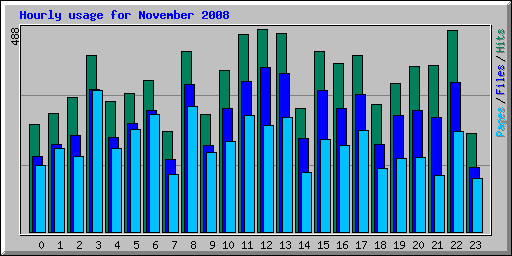 Hourly usage for November 2008
488
Pages/Files/Hits
0 1 2 3 4 5 6 7 8 9 10 11 12 13 14 15 16 17 18 19 20 21 22 23